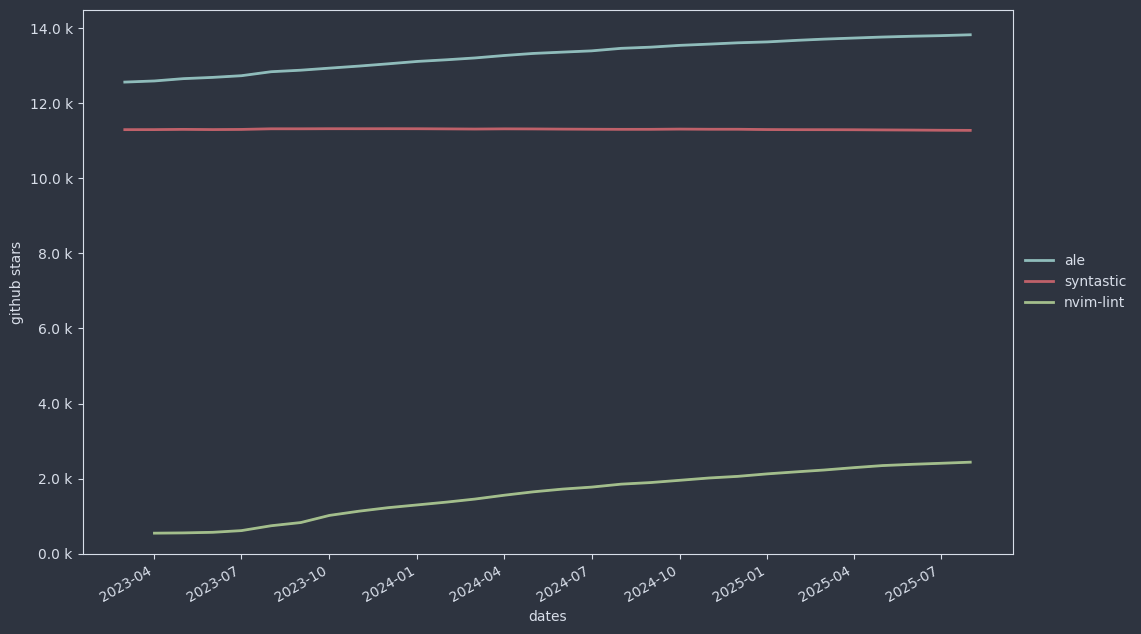 14.0 k
12.0 k
10.0 k
8.0 k
6.0 k
4.0 k
2.0 k
0.0 k
github stars
2023-04
2023-07
2023-10
2024-01
2024-04
2024-07
2024-10
2025-01
2025-04
2025-07
dates
ale
syntastic
nvim-lint